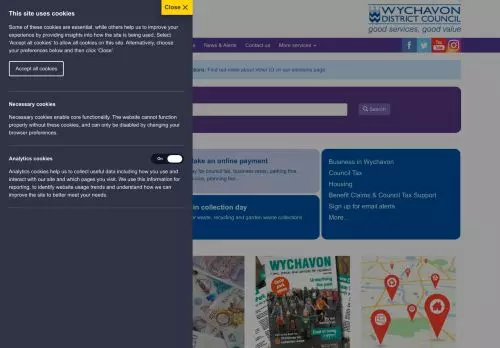 Close X
This site uses cookies
Some of these cookies are essential, while others help us to improve your
experience by providing insights into how the site is being used. Select
'Accept all cookies' to allow all cookies on this site. Alternatively, choose
your preferences below and then click 'Close'.
Accept all cookies
Necessary cookies
Necessary cookies enable core functionality. The website cannot function
properly without these cookies, and can only be disabled by changing your
browser preferences.
Analytics cookies
On
Analytics cookies help us to collect useful data including how you use and
interact with our site and which pages you visit. We use this information for
reporting, to identify website usage trends and understand how we can
improve the site to better meet your needs.
WYCHAVON
DISTRICT COUNCIL
good services, good value
News & Alerts
Contact us
More services
Find out more about Voter ID on our elections page
Search
ake an online payment
y for council tax, business rates, parking fine,
n collection day
r waste, recycling and garden waste collections
Business in Wychavon
Council Tax
Housing
Benefit Claims & Council Tax Support
Sign up for email alerts
More...
WYCHAVON